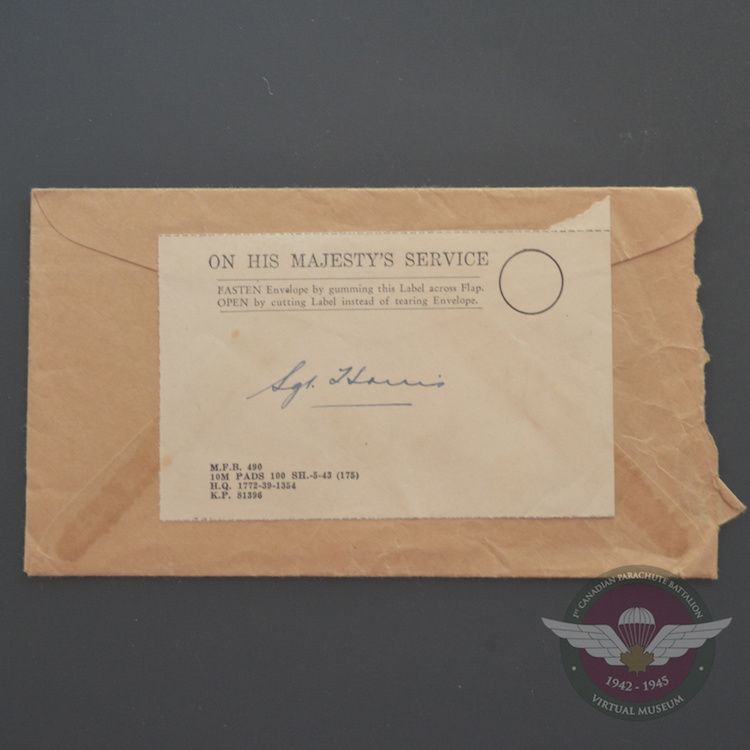 ON HIS MAJESTY'S SERVICE
FASTEN Envelope by gumming this Label across Flap.
OPEN by cutting Label instead of tearing Envelope.
Sgt. Harris
M.F.B. 490
10M PADS 100 SH.-5-43 (175)
H.Q. 1772-39-1354
K.P. 81396
1ST CANADIAN PARACHUTE BATTALION
1942 - 1945
VIRTUAL MUSEUM